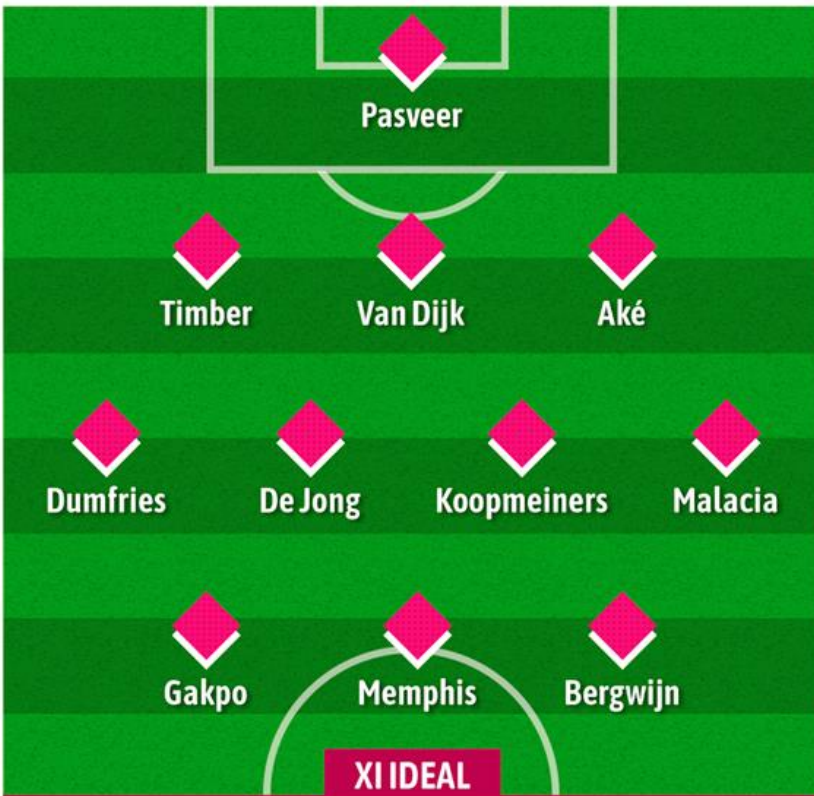 Pasveer
Timber Van Dijk Aké
Dumfries De Jong Koopmeiners Malacia
Gakpo Memphis Bergwijn
XI IDEAL